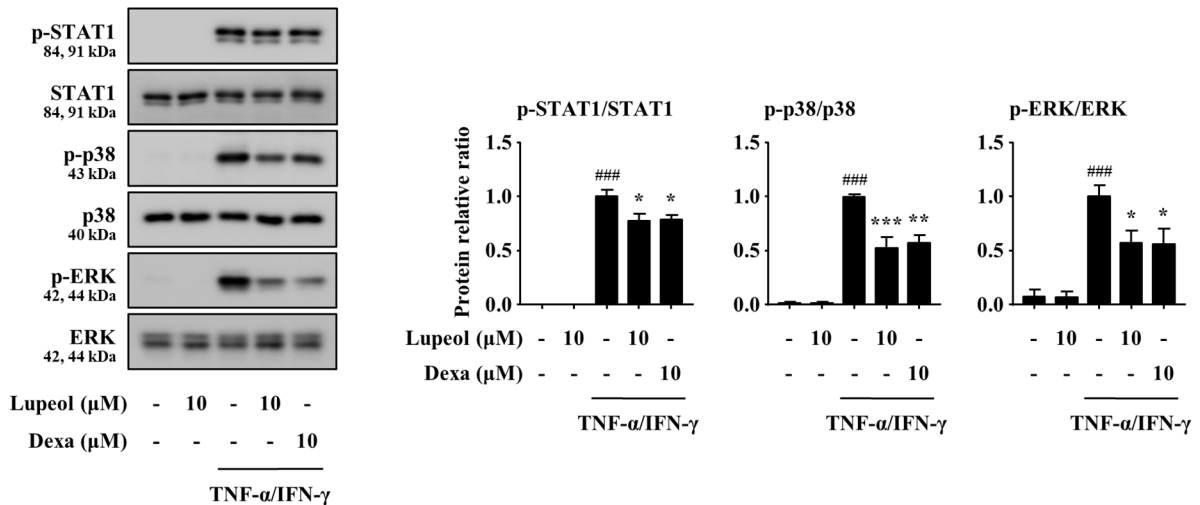 p-STAT1
84, 91 kDa
STAT1
84, 91 kDa
p-p38
43 kDa
p38
40 kDa
p-ERK
42, 44 kDa
ERK
42, 44 kDa
Lupeol (μM) - 10 - 10 -
Dexa (μM) - - - - 10
TNF-α/IFN-γ
p-STAT1/STAT1
Protein relative ratio
1.5
1.0
0.5
0.0
###
*
*
Lupeol (μM) - 10 - 10 -
Dexa (μM) - - - - 10
TNF-α/IFN-γ
p-p38/p38
1.5
1.0
0.5
0.0
###
***
**
- 10 - 10 -
- - - - 10
TNF-α/IFN-γ
p-ERK/ERK
1.5
1.0
0.5
0.0
###
*
*
- 10 - 10 -
- - - - 10
TNF-α/IFN-γ